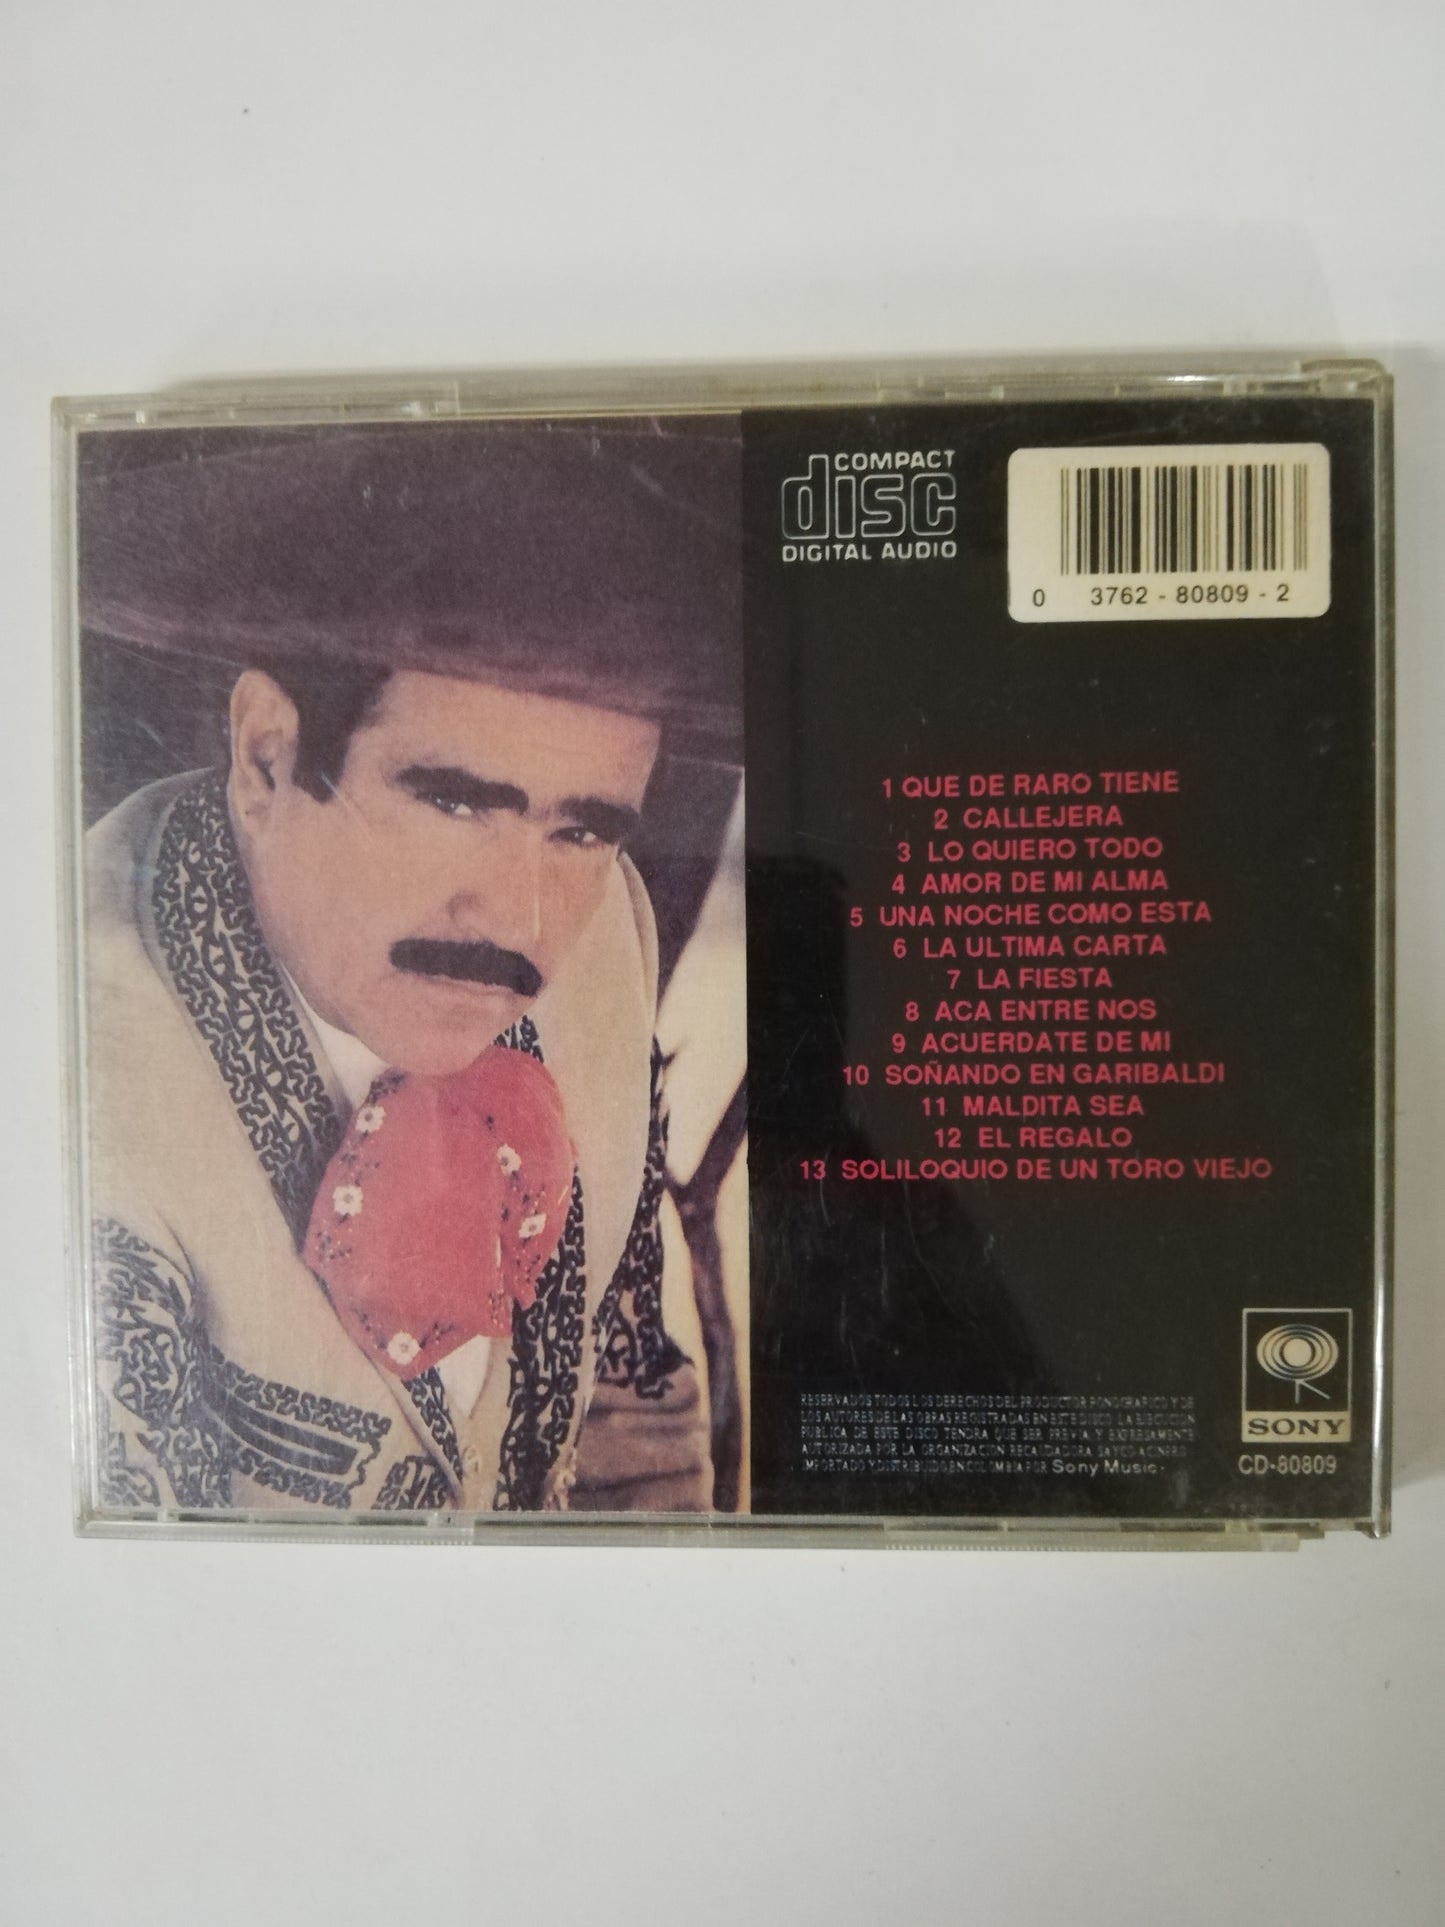 COMPACT
disc
DIGITAL AUDIO
0 3762 - 80809 - 2
1 QUE DE RARO TIENE
2 CALLEJERA
3 LO QUIERO TODO
4 AMOR DE MI ALMA
5 UNA NOCHE COMO ESTA
6 LA ULTIMA CARTA
7 LA FIESTA
8 ACA ENTRE NOS
9 ACUERDATE DE MI
10 SOÑANDO EN GARIBALDI
11 MALDITA SEA
12 EL REGALO
13 SOLILOQUIO DE UN TORO VIEJO
RESERVADOS TODOS LOS DERECHOS DEL PRODUCTOR FONOGRAFICO Y DE
LOS AUTORES DE LAS OBRAS REGISTRADAS EN ESTE DISCO LA EJECUCION
PUBLICA DE ESTE DISCO TENDRA QUE SER PREVIA Y EXPRESAMENTE
AUTORIZADA POR LA ORGANIZACION RECAUDADORA SAYCO-ACINPRO
IMPORTADO Y DISTRIBUIDO EN COLOMBIA POR Sony Music
SONY
CD-80809